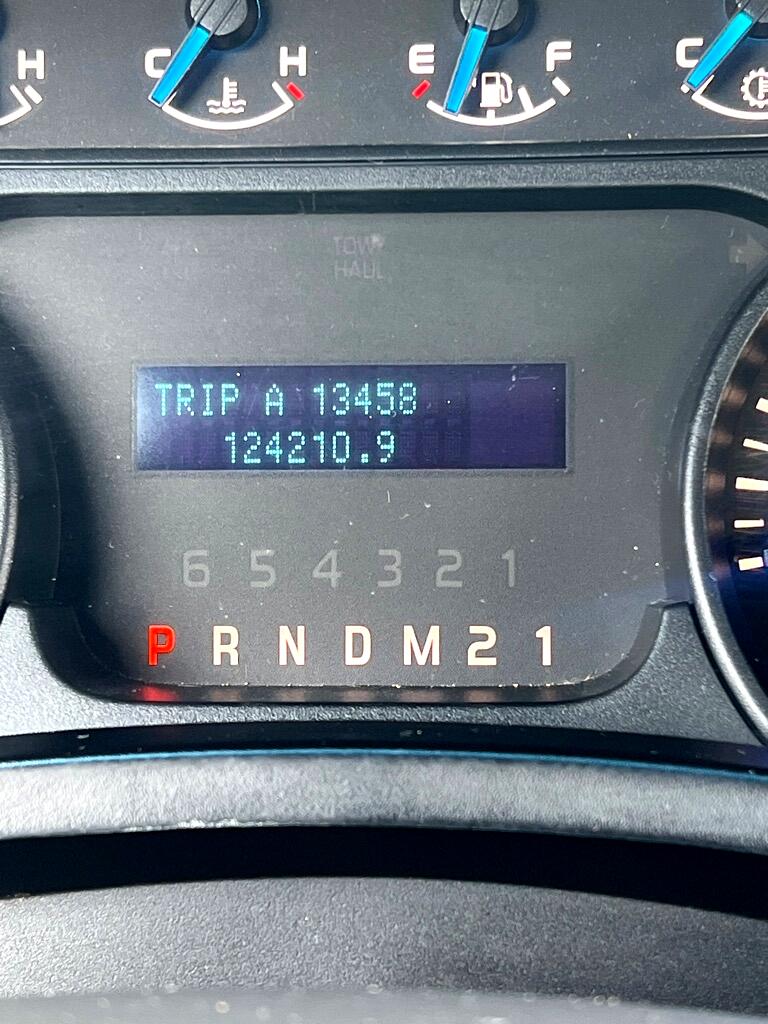 H
C H
E F
C
TOW
HAUL
TRIP A 13458
124210.9
6 5 4 3 2 1
P R N D M 2 1